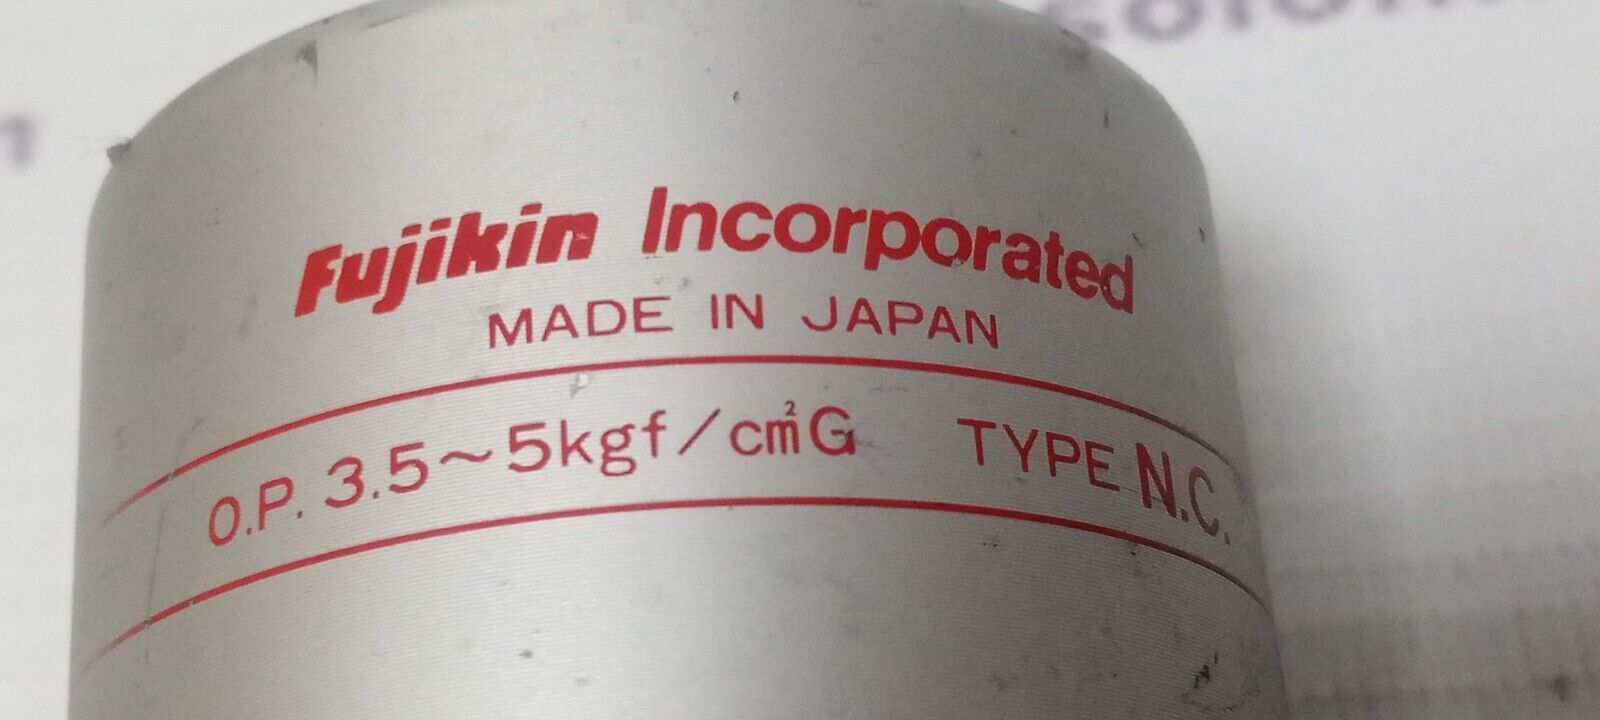 Fujikin Incorporated
MADE IN JAPAN
O.P. 3.5~5kgf/cm²G TYPE N.C.